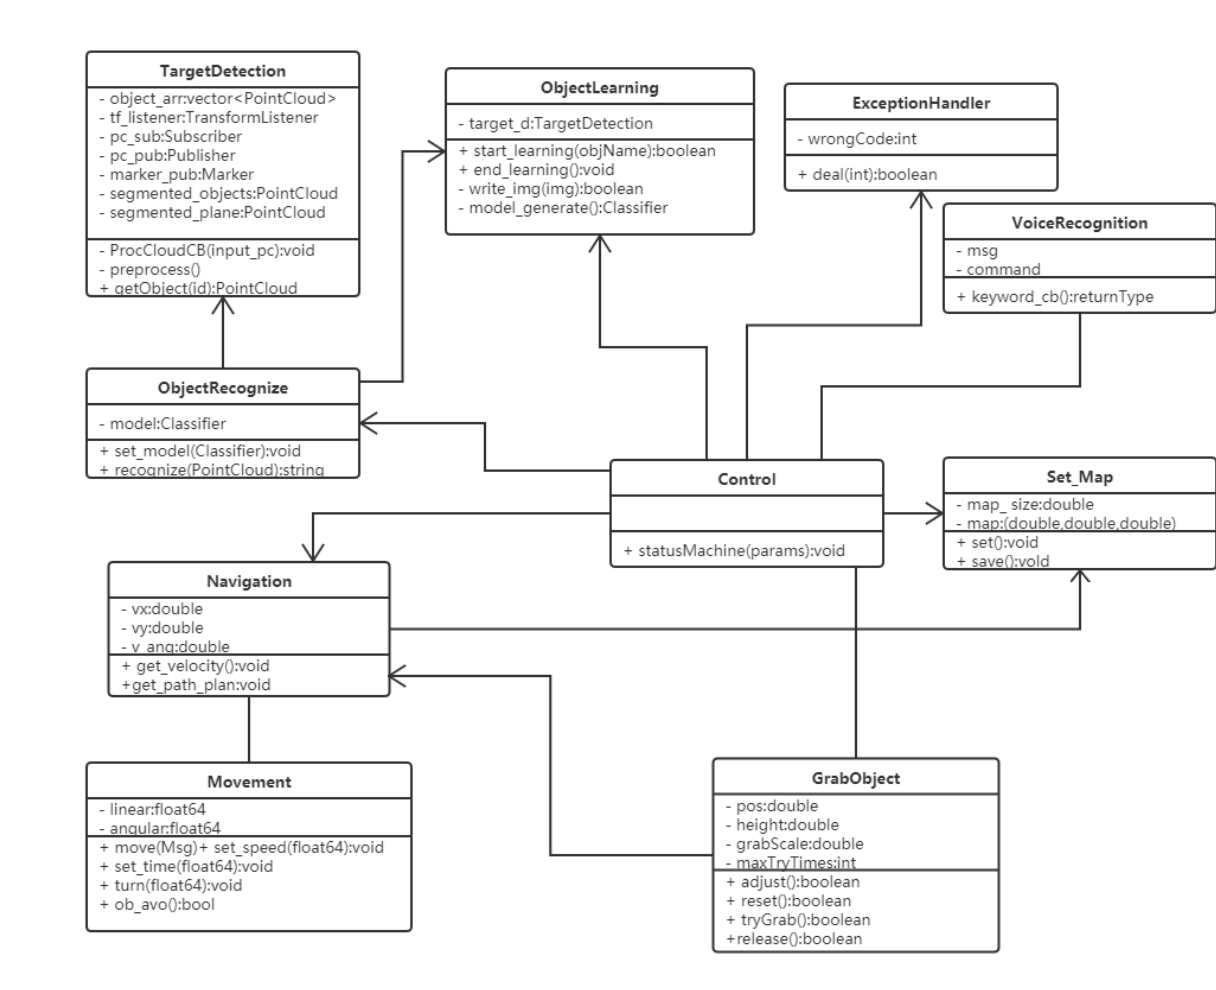 TargetDetection
- object_arr:vector<PointCloud>
- tf_listener:TransformListener
- pc_sub:Subscriber
- pc_pub:Publisher
- marker_pub:Marker
- segmented_objects:PointCloud
- segmented_plane:PointCloud
- ProcCloudCB(input_pc):void
- preprocess()
+ getObject(id):PointCloud
ObjectLearning
- target_d:TargetDetection
+ start_learning(objName):boolean
+ end_learning():void
- write_img(img):boolean
- model_generate():Classifier
ExceptionHandler
- wrongCode:int
+ deal(int):boolean
VoiceRecognition
- msg
- command
+ keyword_cb():returnType
ObjectRecognize
- model:Classifier
+ set_model(Classifier):void
+ recognize(PointCloud):string
Control
+ statusMachine(params):void
Set_Map
- map_ size:double
- map:(double,double,double)
+ set():void
+ save():vold
Navigation
- vx:double
- vy:double
- v_ang:double
+ get_velocity():void
+get_path_plan:void
Movement
- linear:float64
- angular:float64
+ move(Msg)+ set_speed(float64):void
+ set_time(float64):void
+ turn(float64):void
+ ob_avo():bool
GrabObject
- pos:double
- height:double
- grabScale:double
- maxTryTimes:int
+ adjust():boolean
+ reset():boolean
+ tryGrab():boolean
+release():boolean